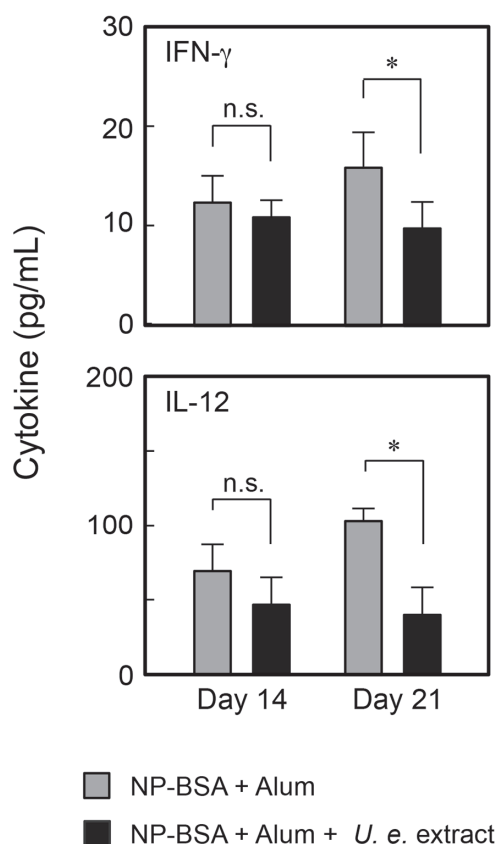 Cytokine (pg/mL)
30
IFN-γ
*
n.s.
20
10
0
200
IL-12
*
n.s.
100
0
Day 14 Day 21
NP-BSA + Alum
NP-BSA + Alum + U. e. extract